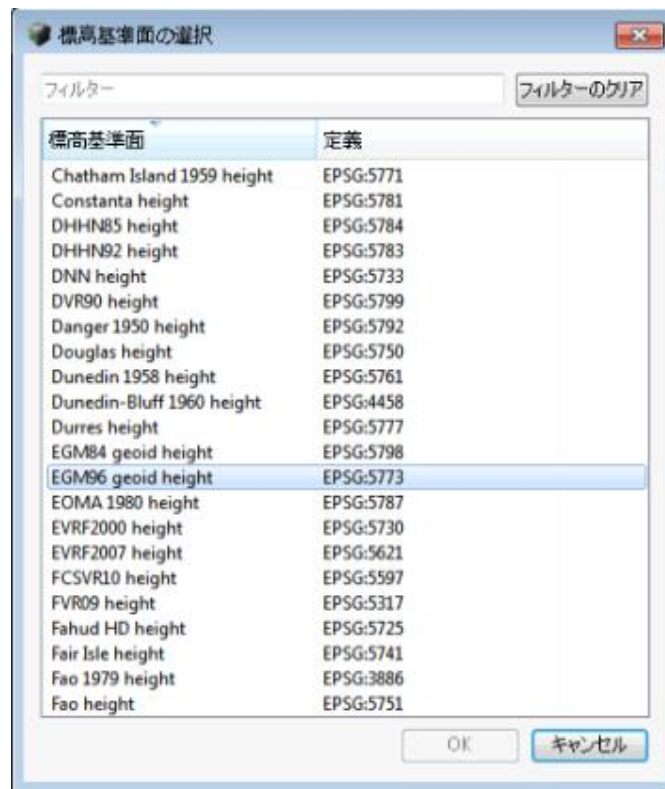 標高基準面の選択
フィルター
フィルターのクリア
標高基準面 定義
Chatham Island 1959 height EPSG:5771
Constanta height EPSG:5781
DHHN85 height EPSG:5784
DHHN92 height EPSG:5783
DNN height EPSG:5733
DVR90 height EPSG:5799
Danger 1950 height EPSG:5792
Douglas height EPSG:5750
Dunedin 1958 height EPSG:5761
Dunedin-Bluff 1960 height EPSG:4458
Durres height EPSG:5777
EGM84 geoid height EPSG:5798
EGM96 geoid height EPSG:5773
EOMA 1980 height EPSG:5787
EVRF2000 height EPSG:5730
EVRF2007 height EPSG:5621
FCSVR10 height EPSG:5597
FVR09 height EPSG:5317
Fahud HD height EPSG:5725
Fair Isle height EPSG:5741
Fao 1979 height EPSG:3886
Fao height EPSG:5751
OK キャンセル